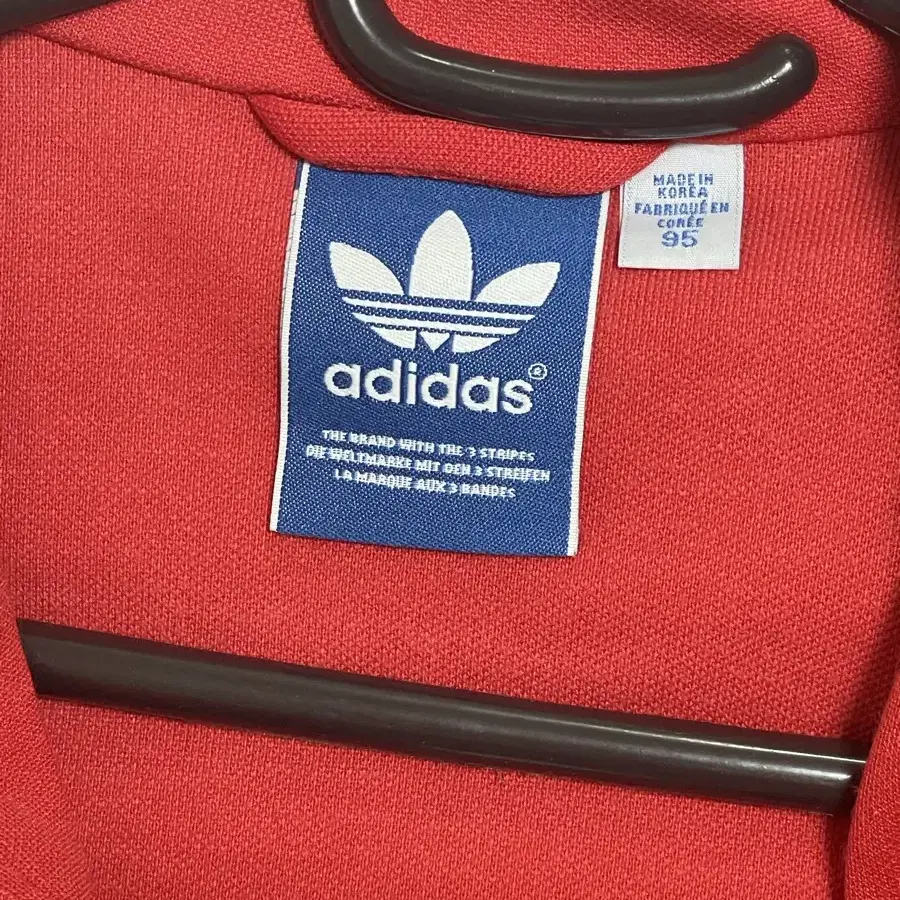 adidas®
THE BRAND WITH THE 3 STRIPES
DIE WELTMARKE MIT DEN 3 STREIFEN
LA MARQUE AUX 3 BANDES
MADE IN
KOREA
FABRIQUÉ EN
CORÉE
95